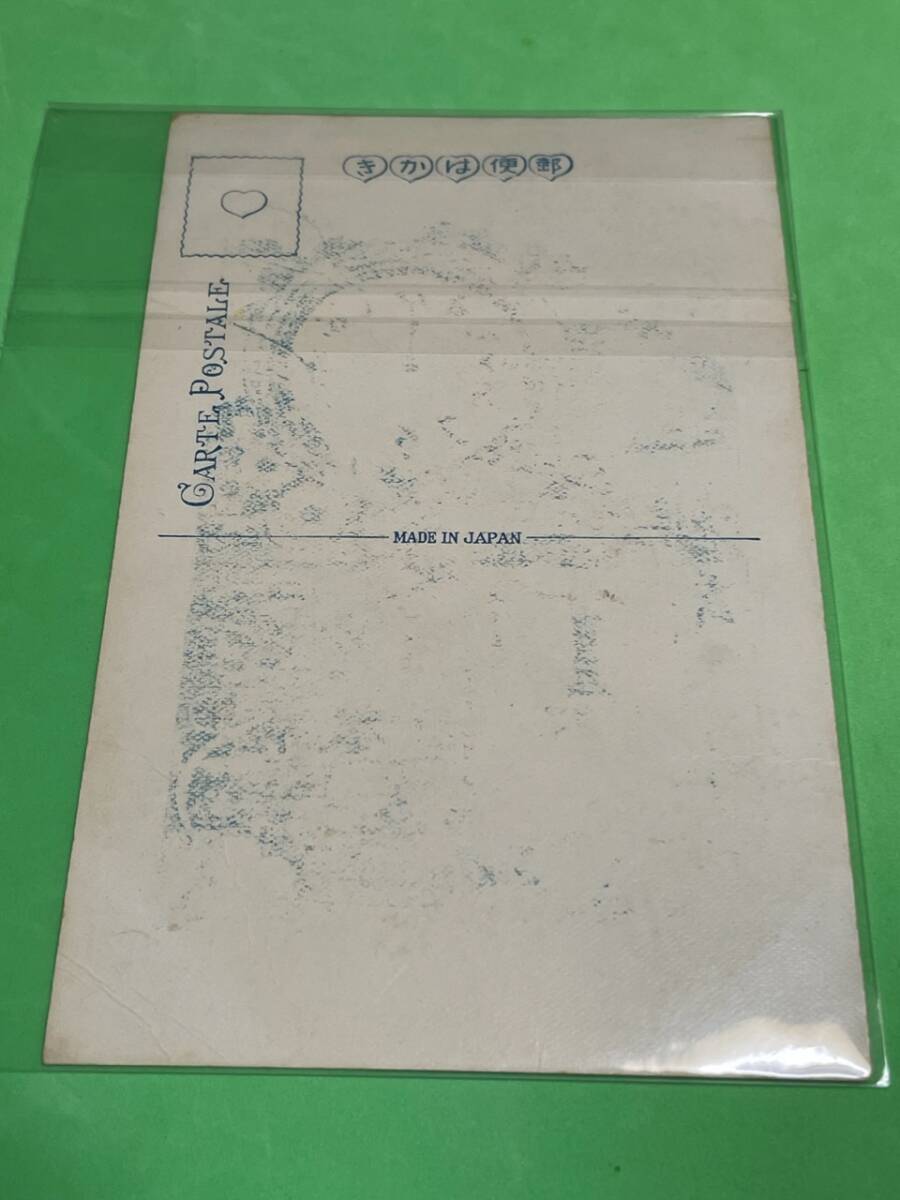 きかは便郵
CARTE POSTALE
MADE IN JAPAN